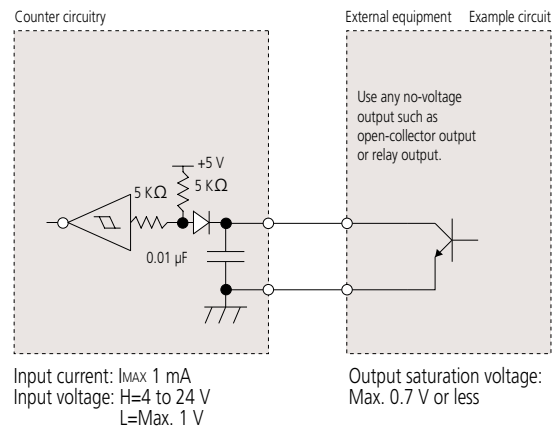 Counter circuitry
External equipment Example circuit
Use any no-voltage
output such as
open-collector output
or relay output.
+5 V
5 KΩ
5 KΩ
0.01 µF
Input current: IMAX 1 mA
Input voltage: H=4 to 24 V
L=Max. 1 V
Output saturation voltage:
Max. 0.7 V or less